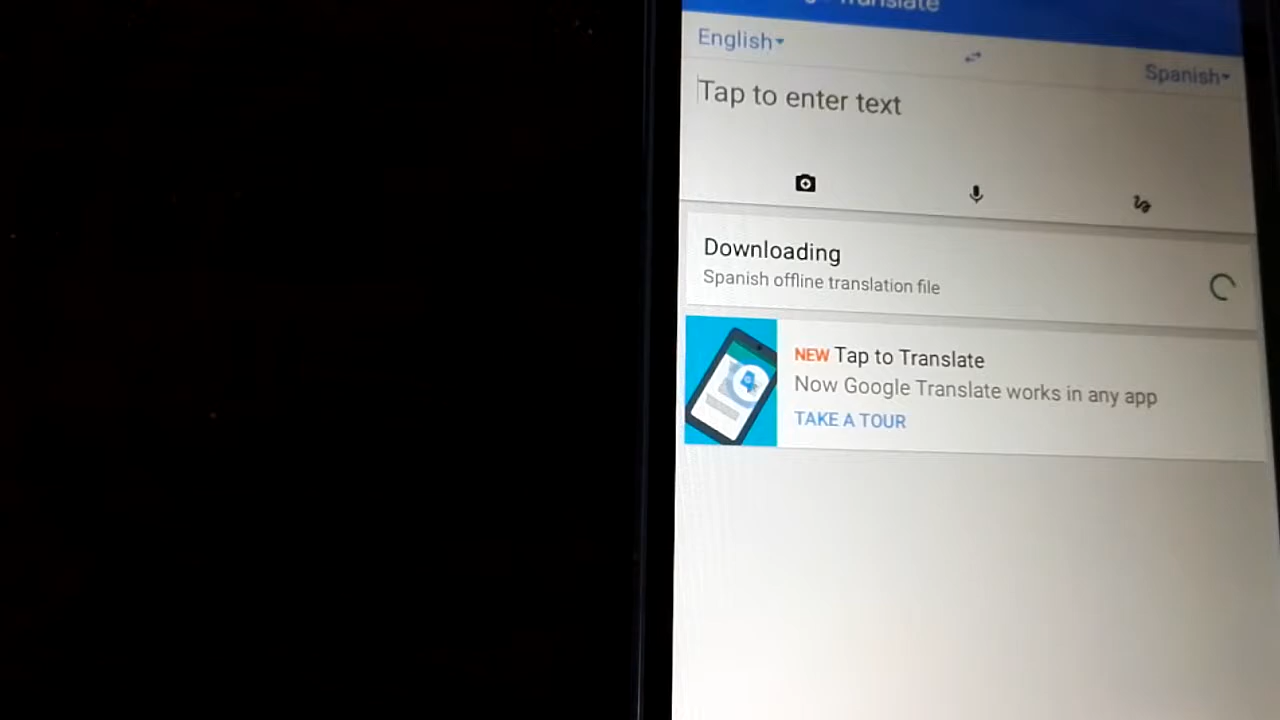 Translate
English
Spanish
Tap to enter text
Downloading
Spanish offline translation file
NEW Tap to Translate
Now Google Translate works in any app
TAKE A TOUR